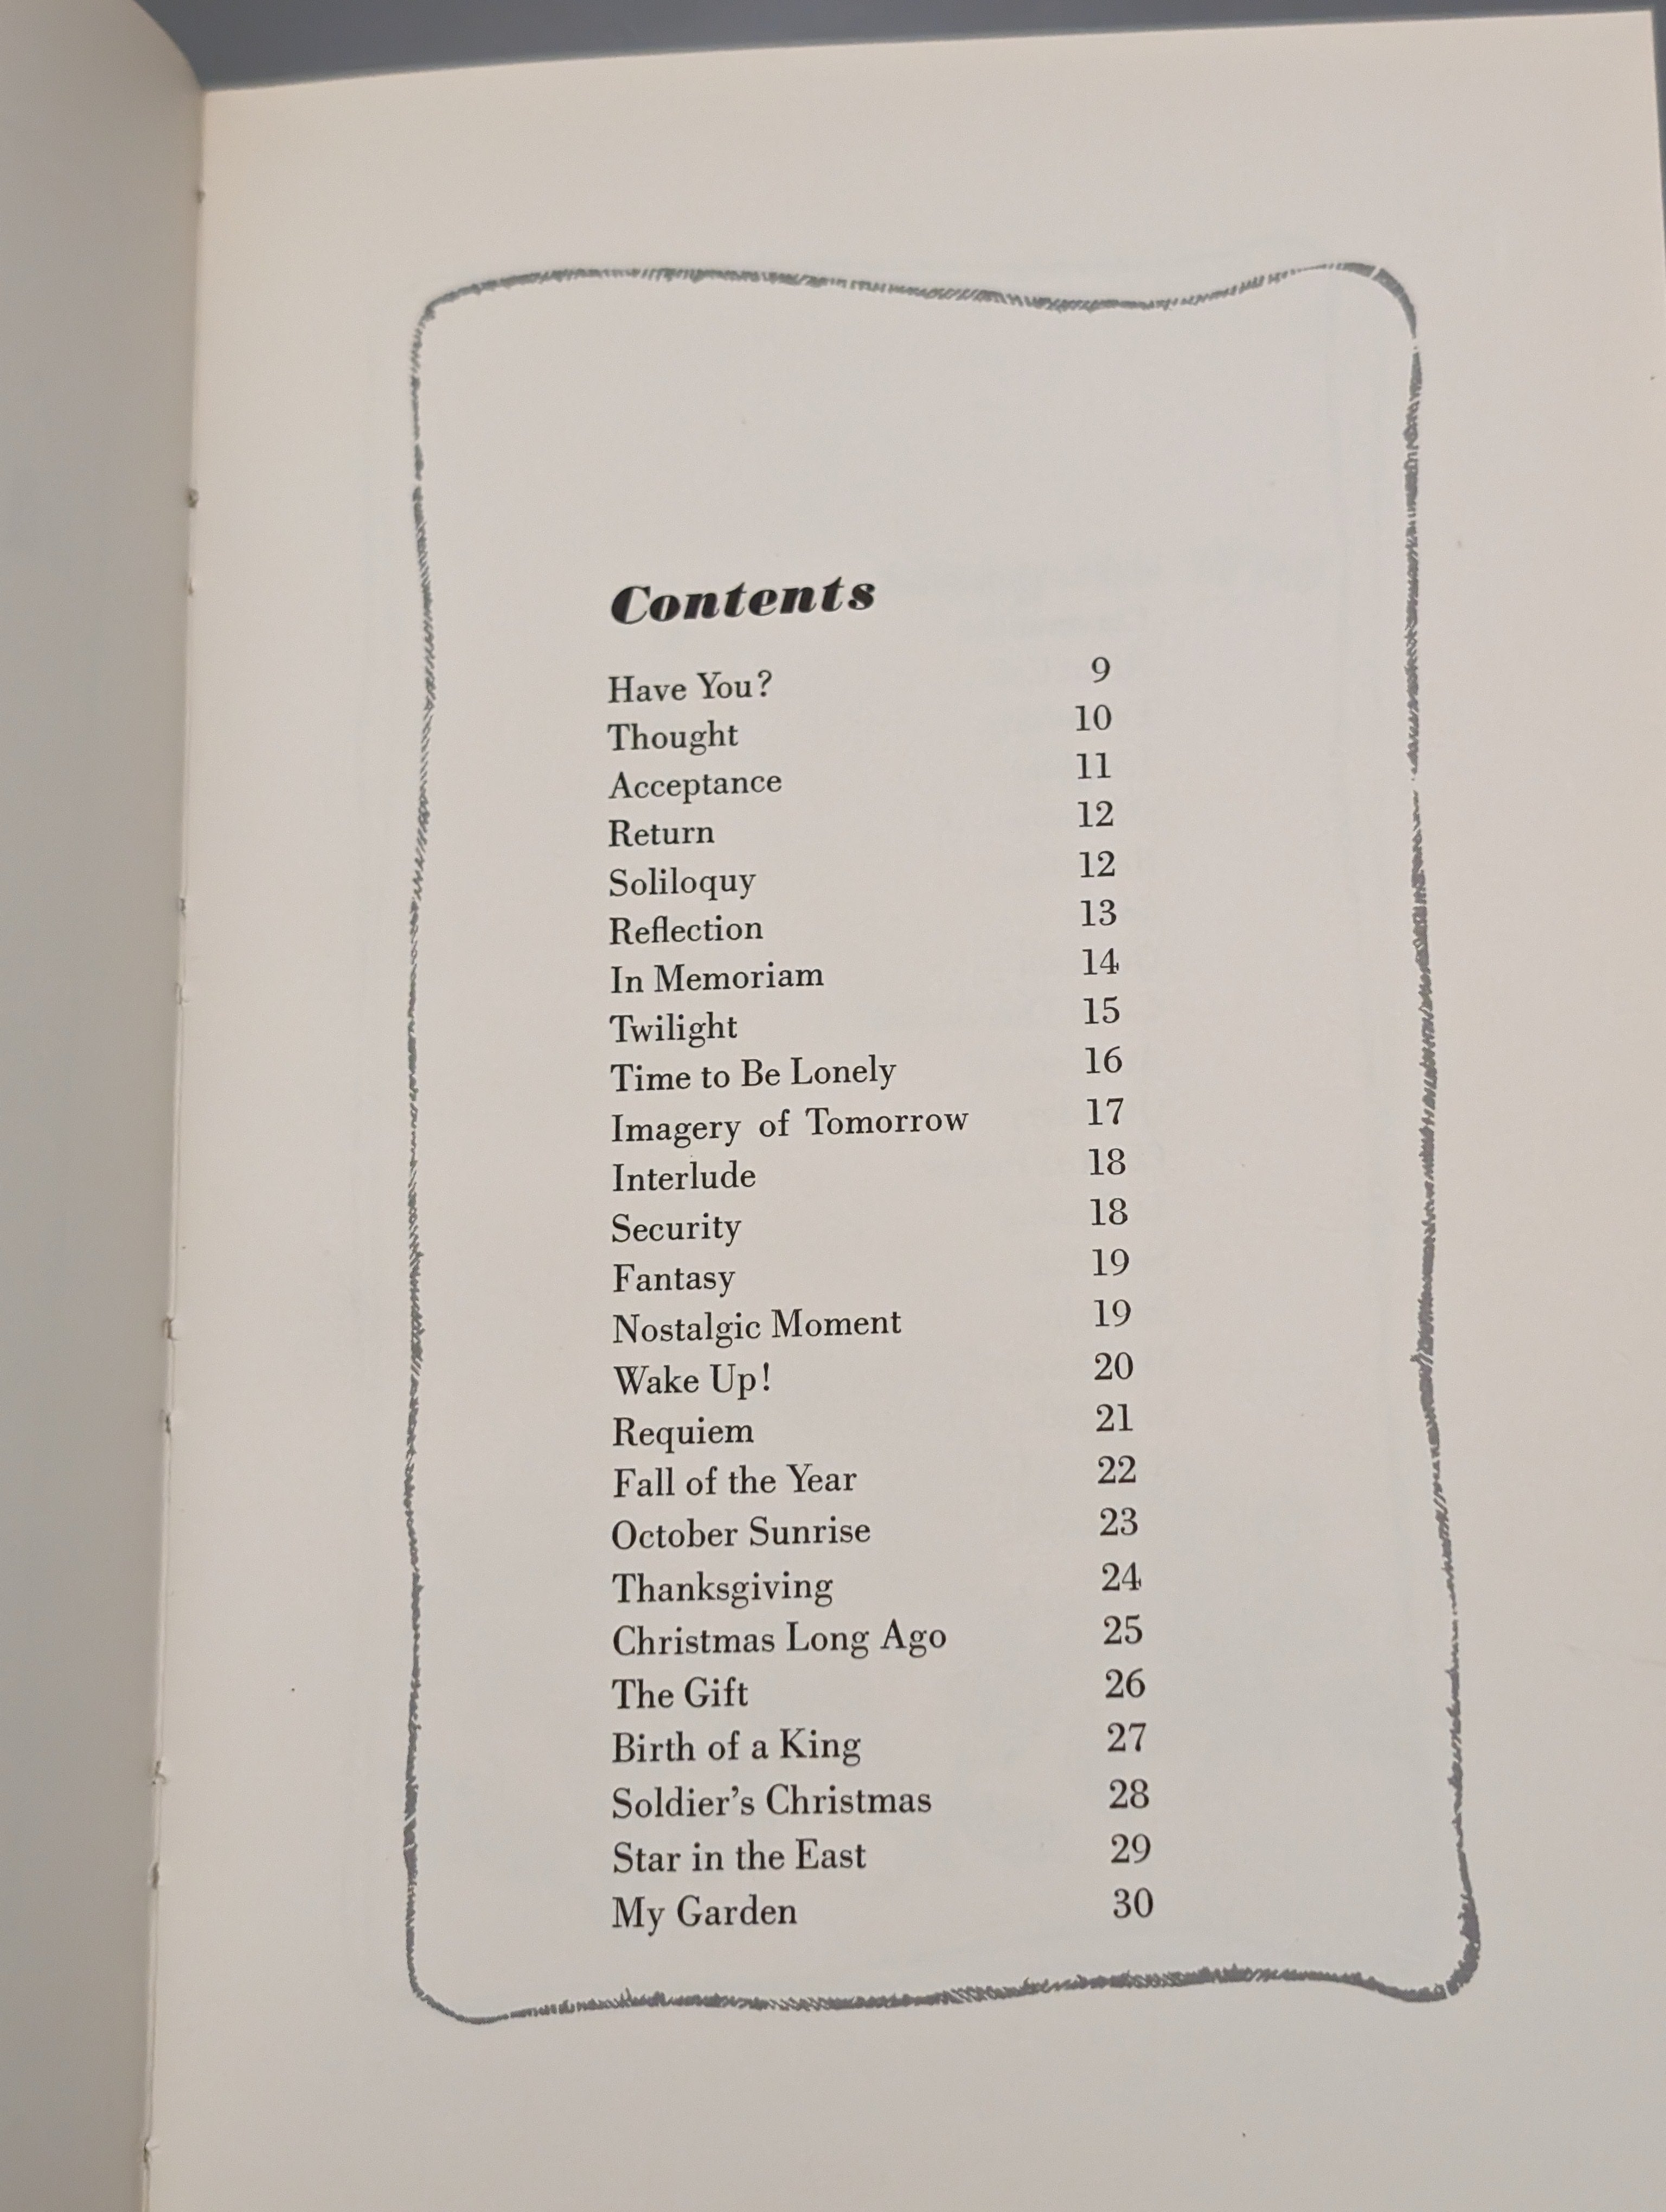 Contents
Have You? 9
Thought 10
Acceptance 11
Return 12
Soliloquy 12
Reflection 13
In Memoriam 14
Twilight 15
Time to Be Lonely 16
Imagery of Tomorrow 17
Interlude 18
Security 18
Fantasy 19
Nostalgic Moment 19
Wake Up! 20
Requiem 21
Fall of the Year 22
October Sunrise 23
Thanksgiving 24
Christmas Long Ago 25
The Gift 26
Birth of a King 27
Soldier's Christmas 28
Star in the East 29
My Garden 30